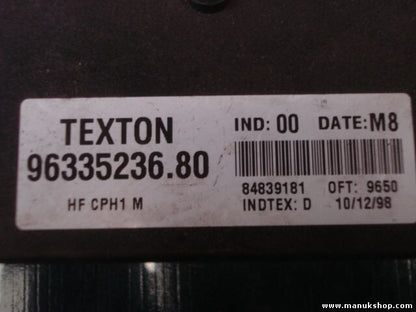 TEXTON IND: 00 DATE: M8
96335236.80
84839181 OFT: 9650
HF CPH1 M INDTEX: D 10/12/98
www.manukshop.com